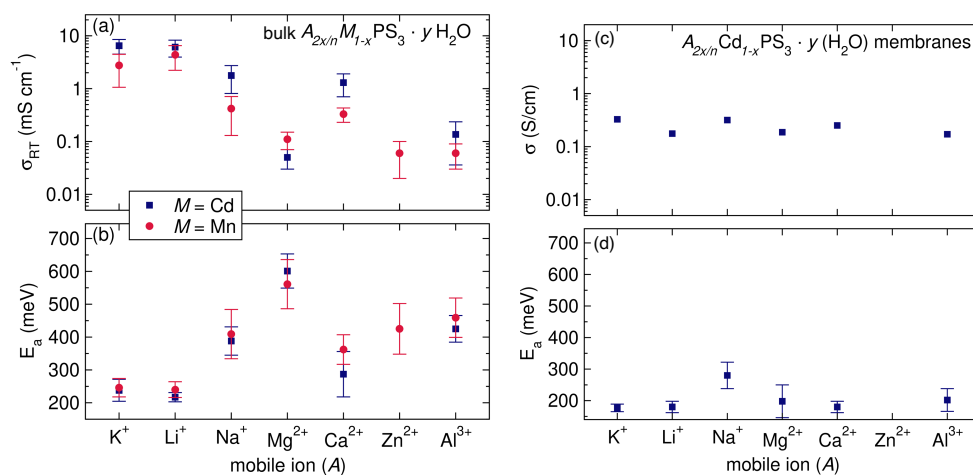 (a)
bulk A2x/nM1-xPS3 · y H2O
10
1
0.1
0.01
σRT (mS cm-1)
M = Cd
M = Mn
(b)
700
600
500
400
300
200
Ea (meV)
K+ Li+ Na+ Mg2+ Ca2+ Zn2+ Al3+
mobile ion (A)
(c)
A2x/nCd1-xPS3 · y (H2O) membranes
10
1
0.1
0.01
σ (S/cm)
(d)
700
600
500
400
300
200
Ea (meV)
K+ Li+ Na+ Mg2+ Ca2+ Zn2+ Al3+
mobile ion (A)